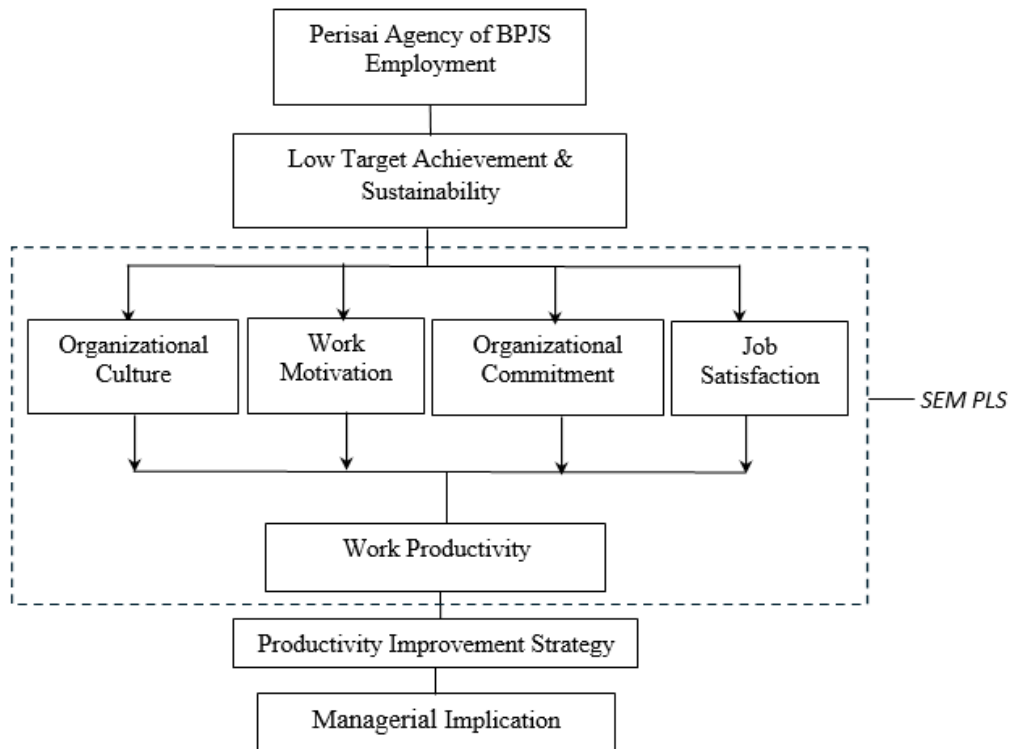 Perisai Agency of BPJS
Employment
Low Target Achievement &
Sustainability
Organizational
Culture
Work
Motivation
Organizational
Commitment
Job
Satisfaction
SEM PLS
Work Productivity
Productivity Improvement Strategy
Managerial Implication